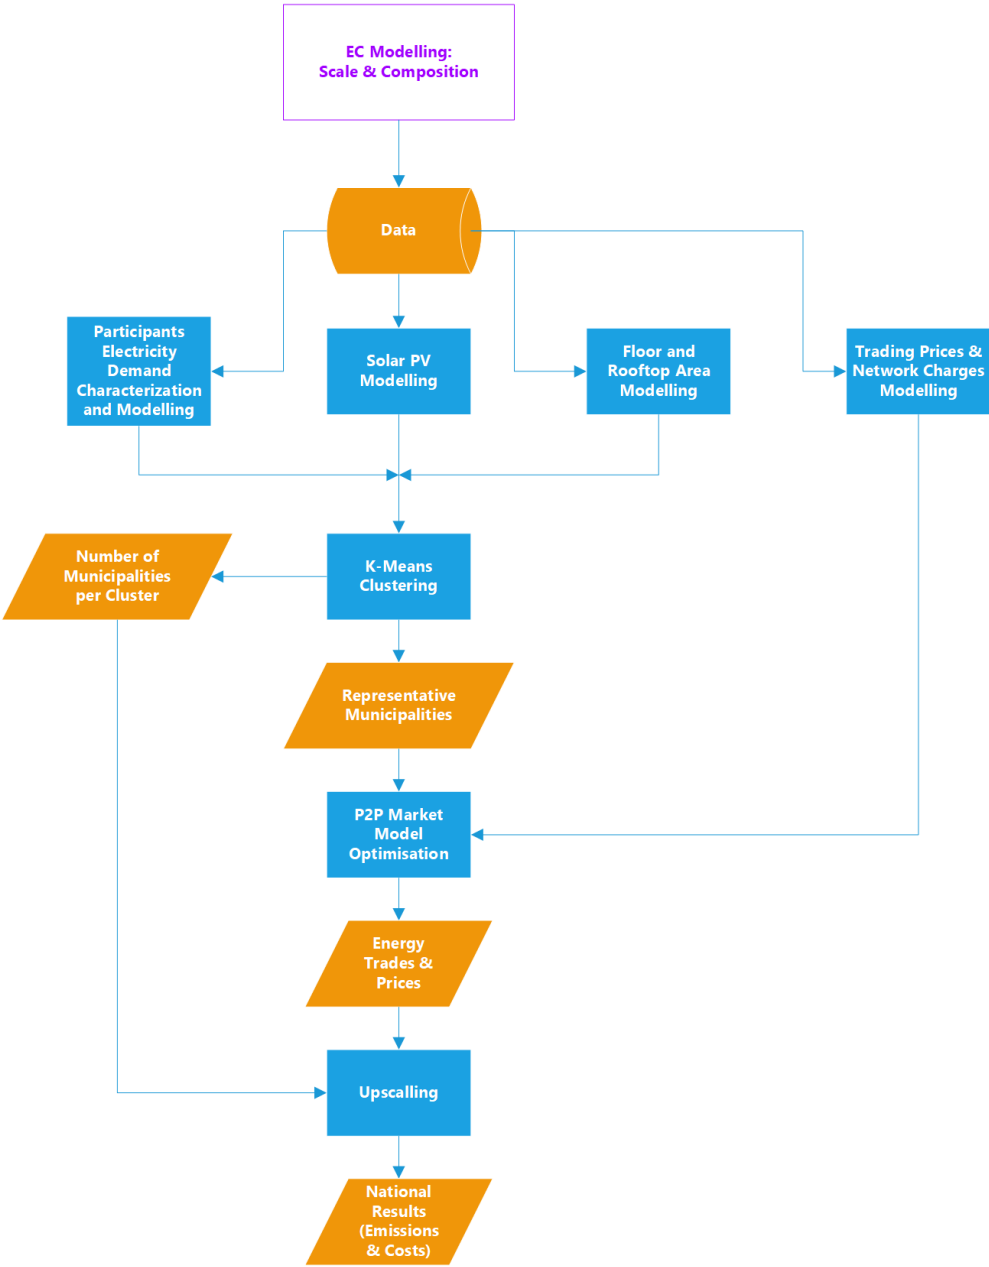 EC Modelling:
Scale & Composition
Data
Participants
Electricity
Demand
Characterization
and Modelling
Solar PV
Modelling
Floor and
Rooftop Area
Modelling
Trading Prices &
Network Charges
Modelling
Number of
Municipalities
per Cluster
K-Means
Clustering
Representative
Municipalities
P2P Market
Model
Optimisation
Energy
Trades &
Prices
Upscalling
National
Results
(Emissions
& Costs)